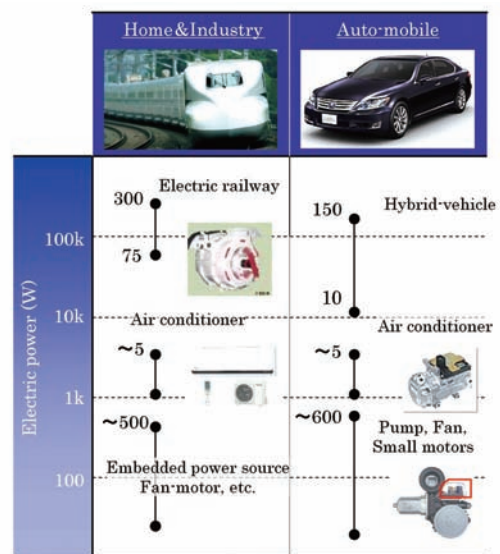 Home&Industry
Auto-mobile
Electric power (W)
100k
10k
1k
100
Electric railway
300
75
Air conditioner
~5
~500
Embedded power source
Fan-motor, etc.
Hybrid-vehicle
150
10
Air conditioner
~5
~600
Pump, Fan,
Small motors